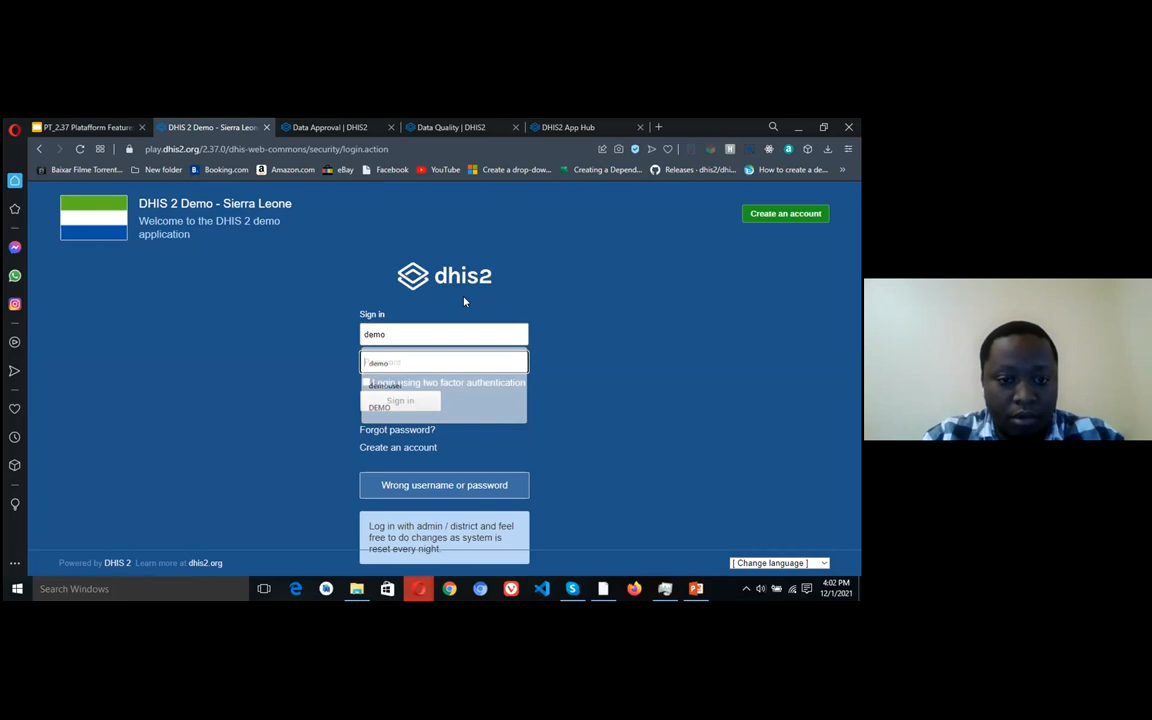 PT_2.37 Platafform Feature
DHIS 2 Demo - Sierra Leon
Data Approval | DHIS2
Data Quality | DHIS2
DHIS2 App Hub
play.dhis2.org/2.37.0/dhis-web-commons/security/login.action
Baixar Filme Torrent...
New folder
Booking.com
Amazon.com
eBay
Facebook
YouTube
Create a drop-dow...
Creating a Depend...
Releases · dhis2/dhi...
How to create a de...
DHIS 2 Demo - Sierra Leone
Welcome to the DHIS 2 demo
application
Create an account
dhis2
Sign in
demo
demo
Login using two factor authentication
demouser
Sign in
DEMO
Forgot password?
Create an account
Wrong username or password
Log in with admin / district and feel
free to do changes as system is
reset every night.
Powered by DHIS 2 Learn more at dhis2.org
[ Change language ]
Search Windows
4:02 PM
12/1/2021